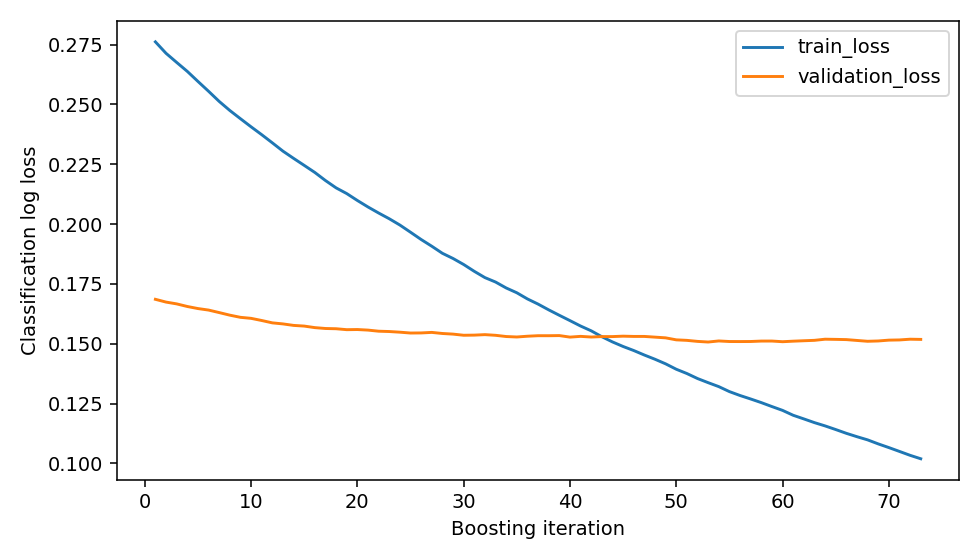 train_loss
validation_loss
0.275
0.250
0.225
0.200
0.175
0.150
0.125
0.100
Classification log loss
0 10 20 30 40 50 60 70
Boosting iteration